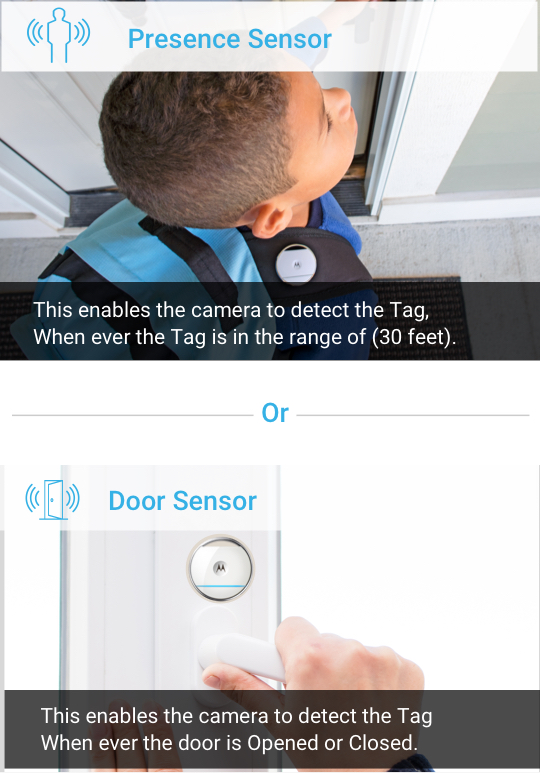 Presence Sensor
This enables the camera to detect the Tag,
When ever the Tag is in the range of (30 feet).
Or
Door Sensor
This enables the camera to detect the Tag
When ever the door is Opened or Closed.